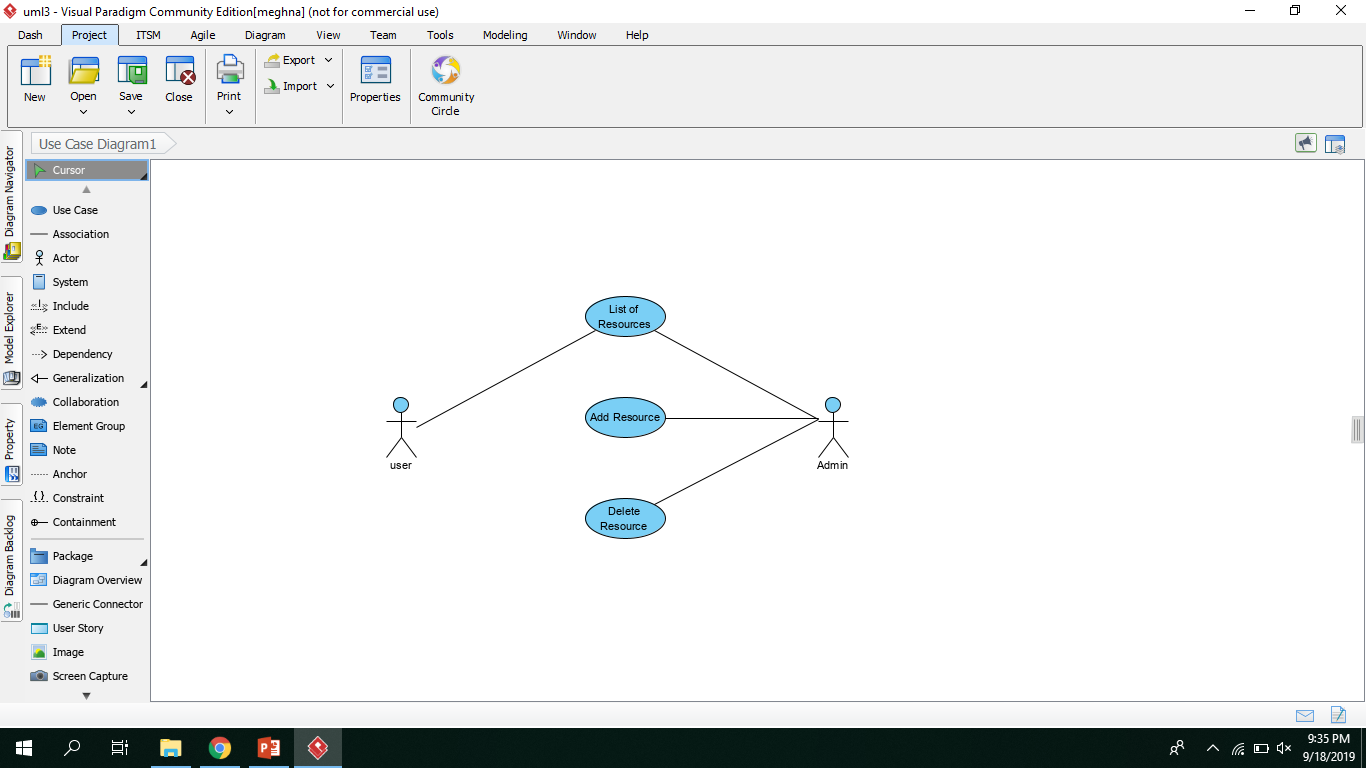 uml3 - Visual Paradigm Community Edition[meghna] (not for commercial use)
Dash Project ITSM Agile Diagram View Team Tools Modeling Window Help
New Open Save Close Print Export Import Properties Community Circle
Use Case Diagram1
Diagram Navigator
Model Explorer
Property
Diagram Backlog
Cursor
Use Case
Association
Actor
System
Include
Extend
Dependency
Generalization
Collaboration
Element Group
Note
Anchor
Constraint
Containment
Package
Diagram Overview
Generic Connector
User Story
Image
Screen Capture
List of
Resources
Add Resource
Delete
Resource
user
Admin
9:35 PM
9/18/2019